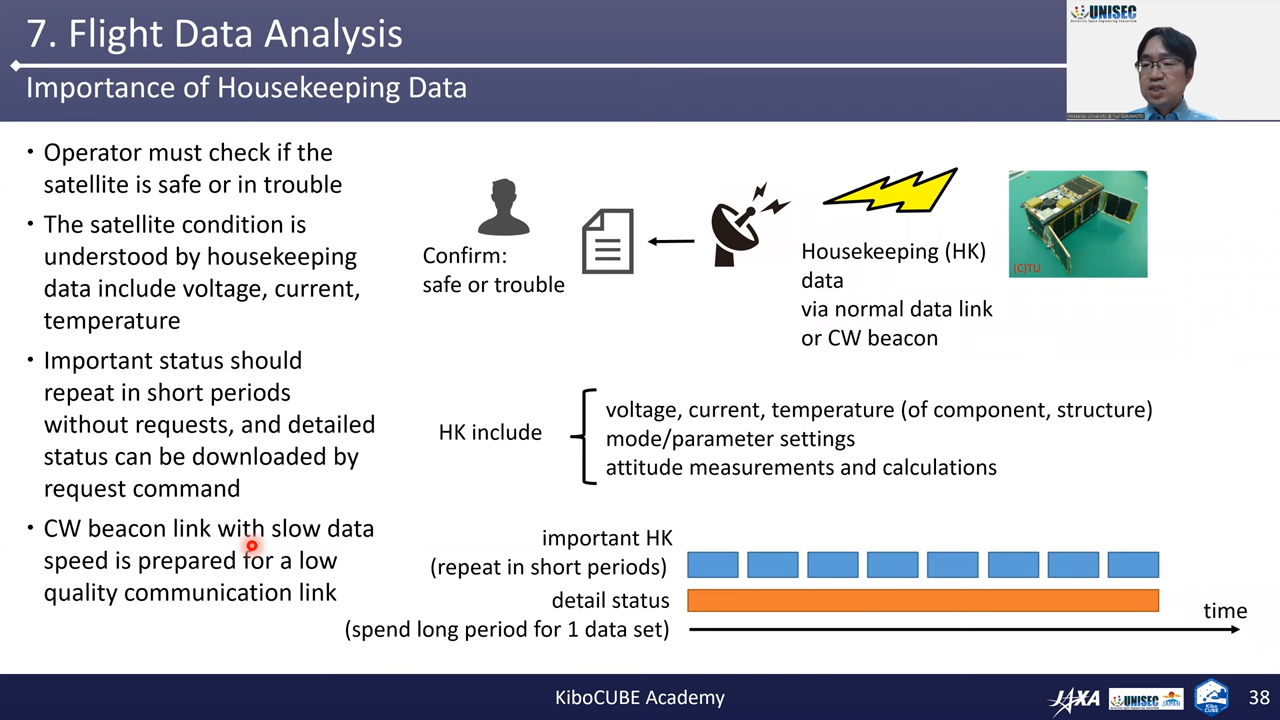 7. Flight Data Analysis
Importance of Housekeeping Data
UNISEC
• Operator must check if the
satellite is safe or in trouble
• The satellite condition is
understood by housekeeping
data include voltage, current,
temperature
• Important status should
repeat in short periods
without requests, and detailed
status can be downloaded by
request command
• CW beacon link with slow data
speed is prepared for a low
quality communication link
Confirm:
safe or trouble
Housekeeping (HK)
data
via normal data link
or CW beacon
(C)TU
HK include
voltage, current, temperature (of component, structure)
mode/parameter settings
attitude measurements and calculations
important HK
(repeat in short periods)
detail status
(spend long period for 1 data set)
time
KiboCUBE Academy
JAXA
UNISEC
Kibo
CUBE
38